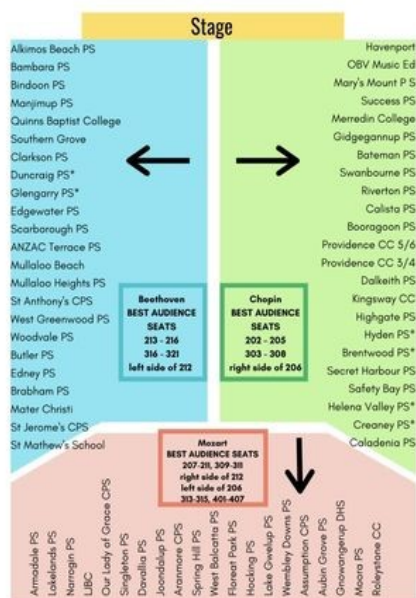 Stage
Alkimos Beach PS
Bambara PS
Bindoon PS
Manjimup PS
Quinns Baptist College
Southern Grove
Clarkson PS
Duncraig PS*
Glengarry PS*
Edgewater PS
Scarborough PS
ANZAC Terrace PS
Mullaloo Beach
Mullaloo Heights PS
St Anthony's CPS
West Greenwood PS
Woodvale PS
Butler PS
Edney PS
Brabham PS
Mater Christi
St Jerome's CPS
St Mathew's School
Beethoven
BEST AUDIENCE
SEATS
213 - 216
316 - 321
left side of 212
Havenport
OBV Music Ed
Mary's Mount P S
Success PS
Merredin College
Gidgegannup PS
Bateman PS
Swanbourne PS
Riverton PS
Calista PS
Booragoon PS
Providence CC 5/6
Providence CC 3/4
Dalkeith PS
Kingsway CC
Highgate PS
Hyden PS*
Brentwood PS*
Secret Harbour PS
Safety Bay PS
Helena Valley PS*
Creaney PS*
Caladenia PS
Chopin
BEST AUDIENCE
SEATS
202 - 205
303 - 308
right side of 206
Mozart
BEST AUDIENCE SEATS
207-211, 309-311
right side of 212
left side of 206
313-315, 401-407
Armadale PS
Lakelands PS
Narrogin PS
LIBC
Our Lady of Grace CPS
Singleton PS
Davallia PS
Joondalup PS
Aranmore CPS
Spring Hill PS
West Balcatta PS
Floreat Park PS
Hocking PS
Lake Gwelup PS
Wembley Downs PS
Assumption CPS
Aubin Grove PS
Gnowangerup DHS
Moora PS
Roleystone CC